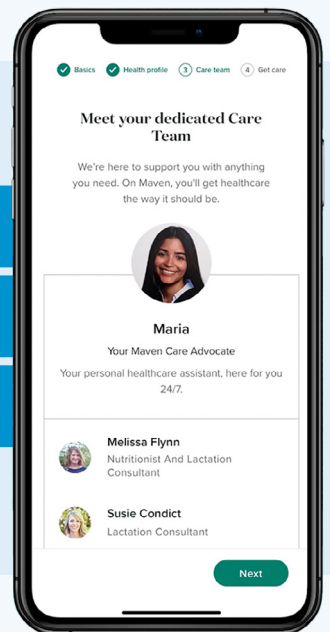 Basics Health profile 3 Care team 4 Get care
Meet your dedicated Care
Team
We're here to support you with anything
you need. On Maven, you'll get healthcare
the way it should be.
Maria
Your Maven Care Advocate
Your personal healthcare assistant, here for you
24/7.
Melissa Flynn
Nutritionist And Lactation
Consultant
Susie Condict
Lactation Consultant
Next